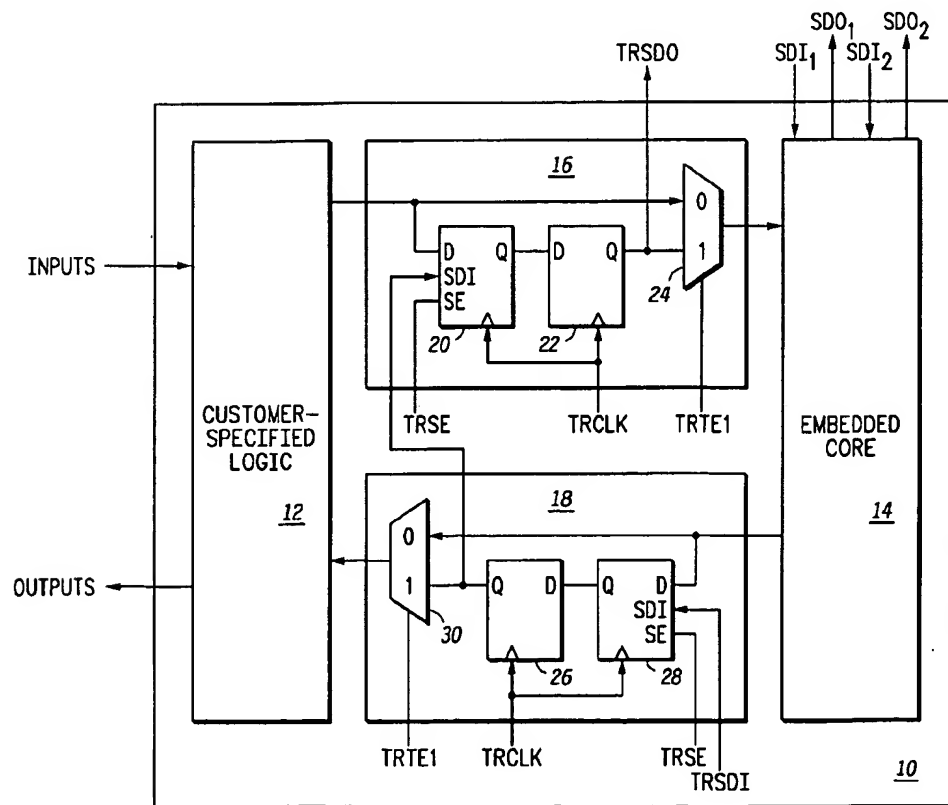 SDO1 SDO2
TRSDO SDI1 SDI2
16
0
D Q D Q 1
INPUTS
SDI
SE
24
20 22
TRSE TRCLK TRTE1
CUSTOMER-
SPECIFIED
LOGIC
12
EMBEDDED
CORE
14
18
0
1 Q D Q D
OUTPUTS
SDI
SE
30
26 28
TRTE1 TRCLK TRSE
TRSDI
10